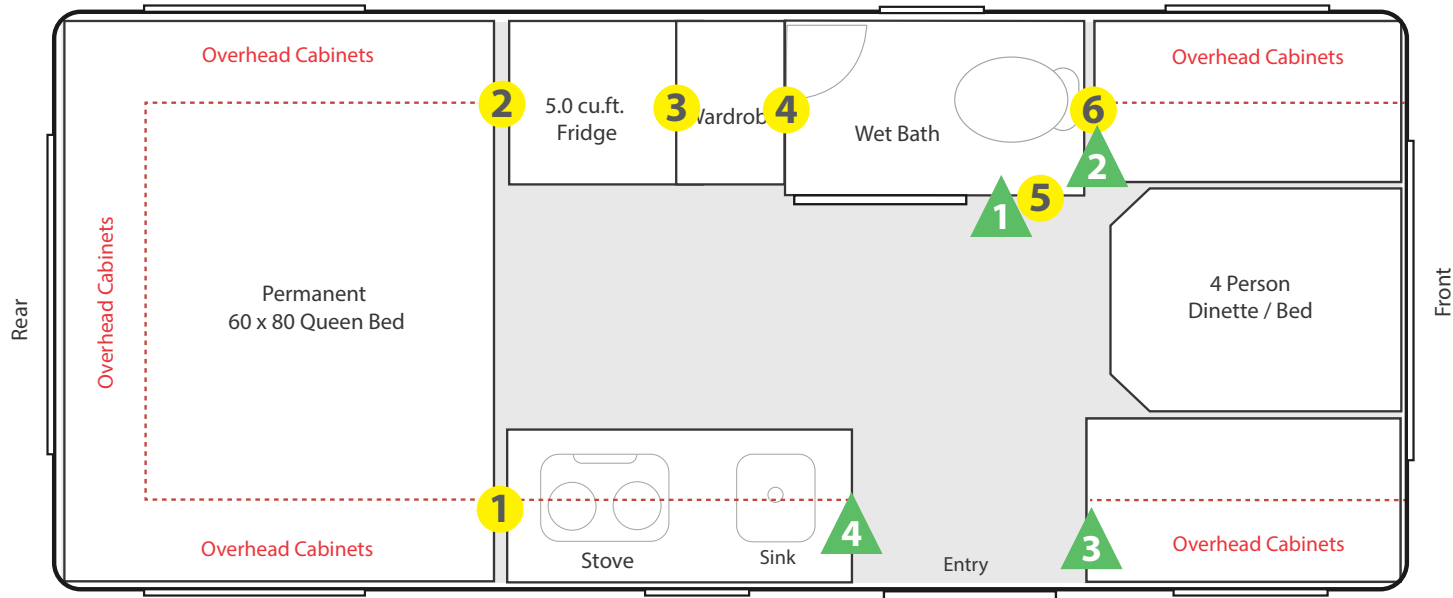 Overhead Cabinets
Overhead Cabinets
2
5.0 cu.ft.
Fridge
3
4
Wet Bath
6
2
5
1
Rear
Overhead Cabinets
Permanent
60 x 80 Queen Bed
4 Person
Dinette / Bed
Front
1
4
3
Overhead Cabinets
Stove
Sink
Entry
Overhead Cabinets